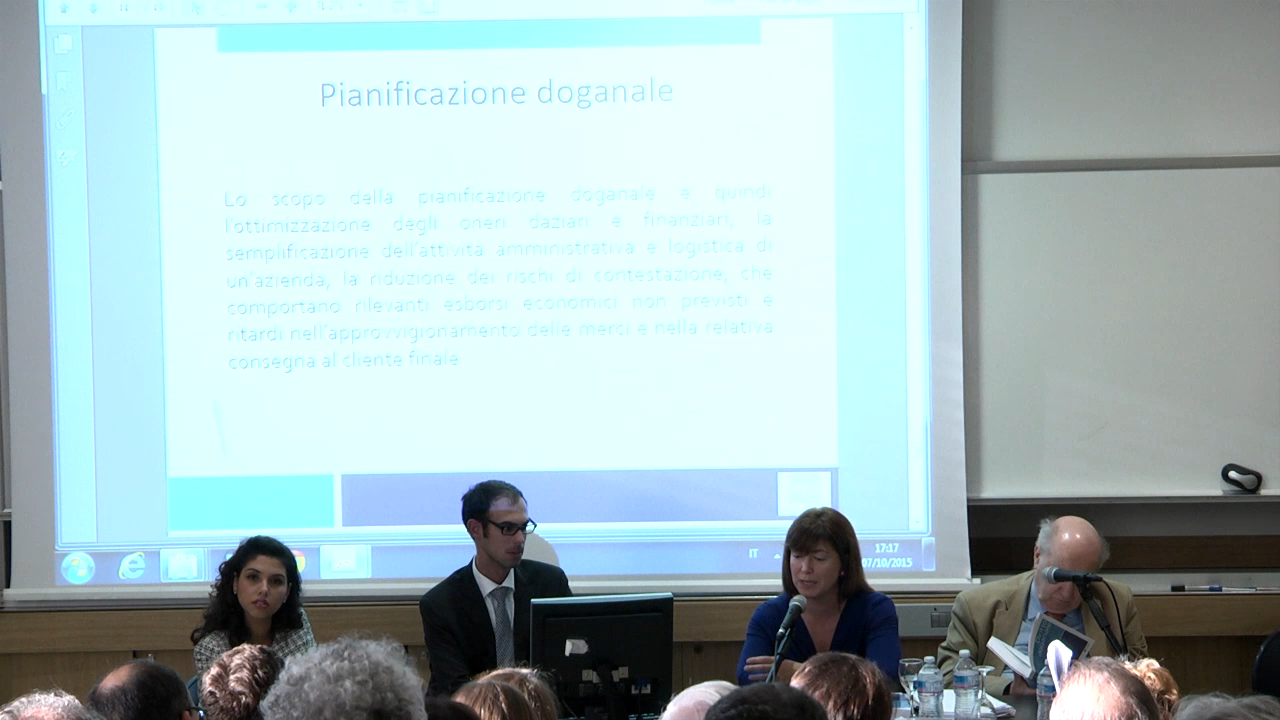 Pianificazione doganale
Lo scopo della pianificazione doganale è quindi
l'ottimizzazione degli oneri daziari e finanziari, la
semplificazione dell'attività amministrativa e logistica di
un'azienda, la riduzione dei rischi di contestazione, che
comportano rilevanti esborsi economici non previsti e
ritardi nell'approvvigionamento delle merci e nella relativa
consegna al cliente finale
IT
17:17
07/10/2015